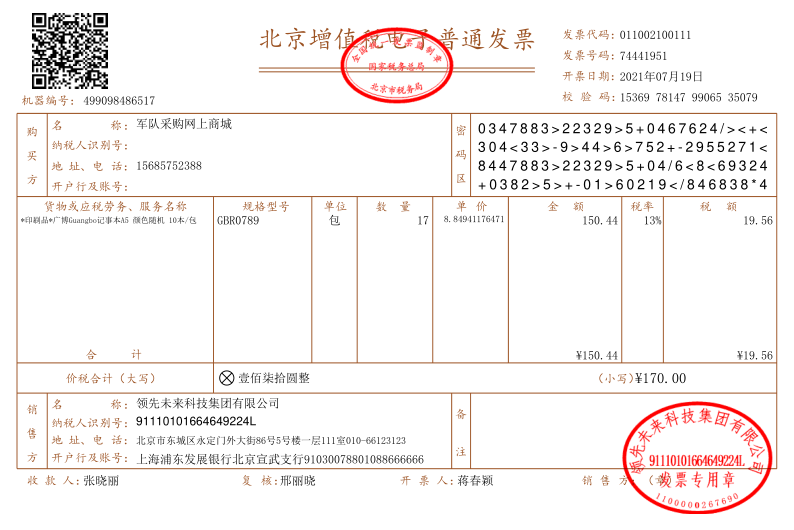 北京增值税电子普通发票
全国统一发票监制章
国家税务总局
北京市税务局
发票代码: 011002100111
发票号码: 74441951
开票日期: 2021年07月19日
校 验 码: 15369 78147 99065 35079
机器编号: 499098486517
购买方
名 称: 军队采购网上商城
纳税人识别号:
地 址、电 话: 15685752388
开户行及账号:
密码区
0347883>22329>5+0467624/><+<
304<33>-9>44>6>752+-2955271<
8447883>22329>5+04/6<8<69324
+0382>5>+-01>60219</846838*4
货物或应税劳务、服务名称 规格型号 单位 数 量 单 价 金 额 税率 税 额
*印刷品*广博Guangbo记事本A5 颜色随机 10本/包 GBR0789 包 17 8.84941176471 150.44 13% 19.56
合 计 ¥150.44 ¥19.56
价税合计（大写） 壹佰柒拾圆整 （小写）¥170.00
销售方
名 称: 领先未来科技集团有限公司
纳税人识别号: 91110101664649224L
地 址、电 话: 北京市东城区永定门外大街86号5号楼一层111室010-66123123
开户行及账号: 上海浦东发展银行北京宣武支行91030078801088666666
备注
收 款 人: 张晓丽 复 核: 邢丽晓 开 票 人: 蒋春颖 销 售 方: （章）
领先未来科技集团有限公司
91110101664649224L
发票专用章
1100000267690